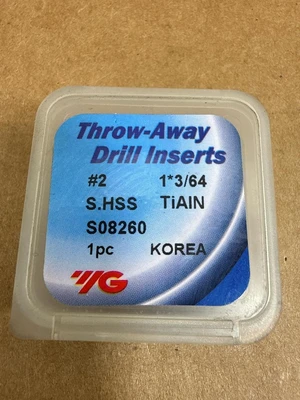 Throw-Away
Drill Inserts
#2 1*3/64
S.HSS TiAlN
S08260
1pc KOREA
YG